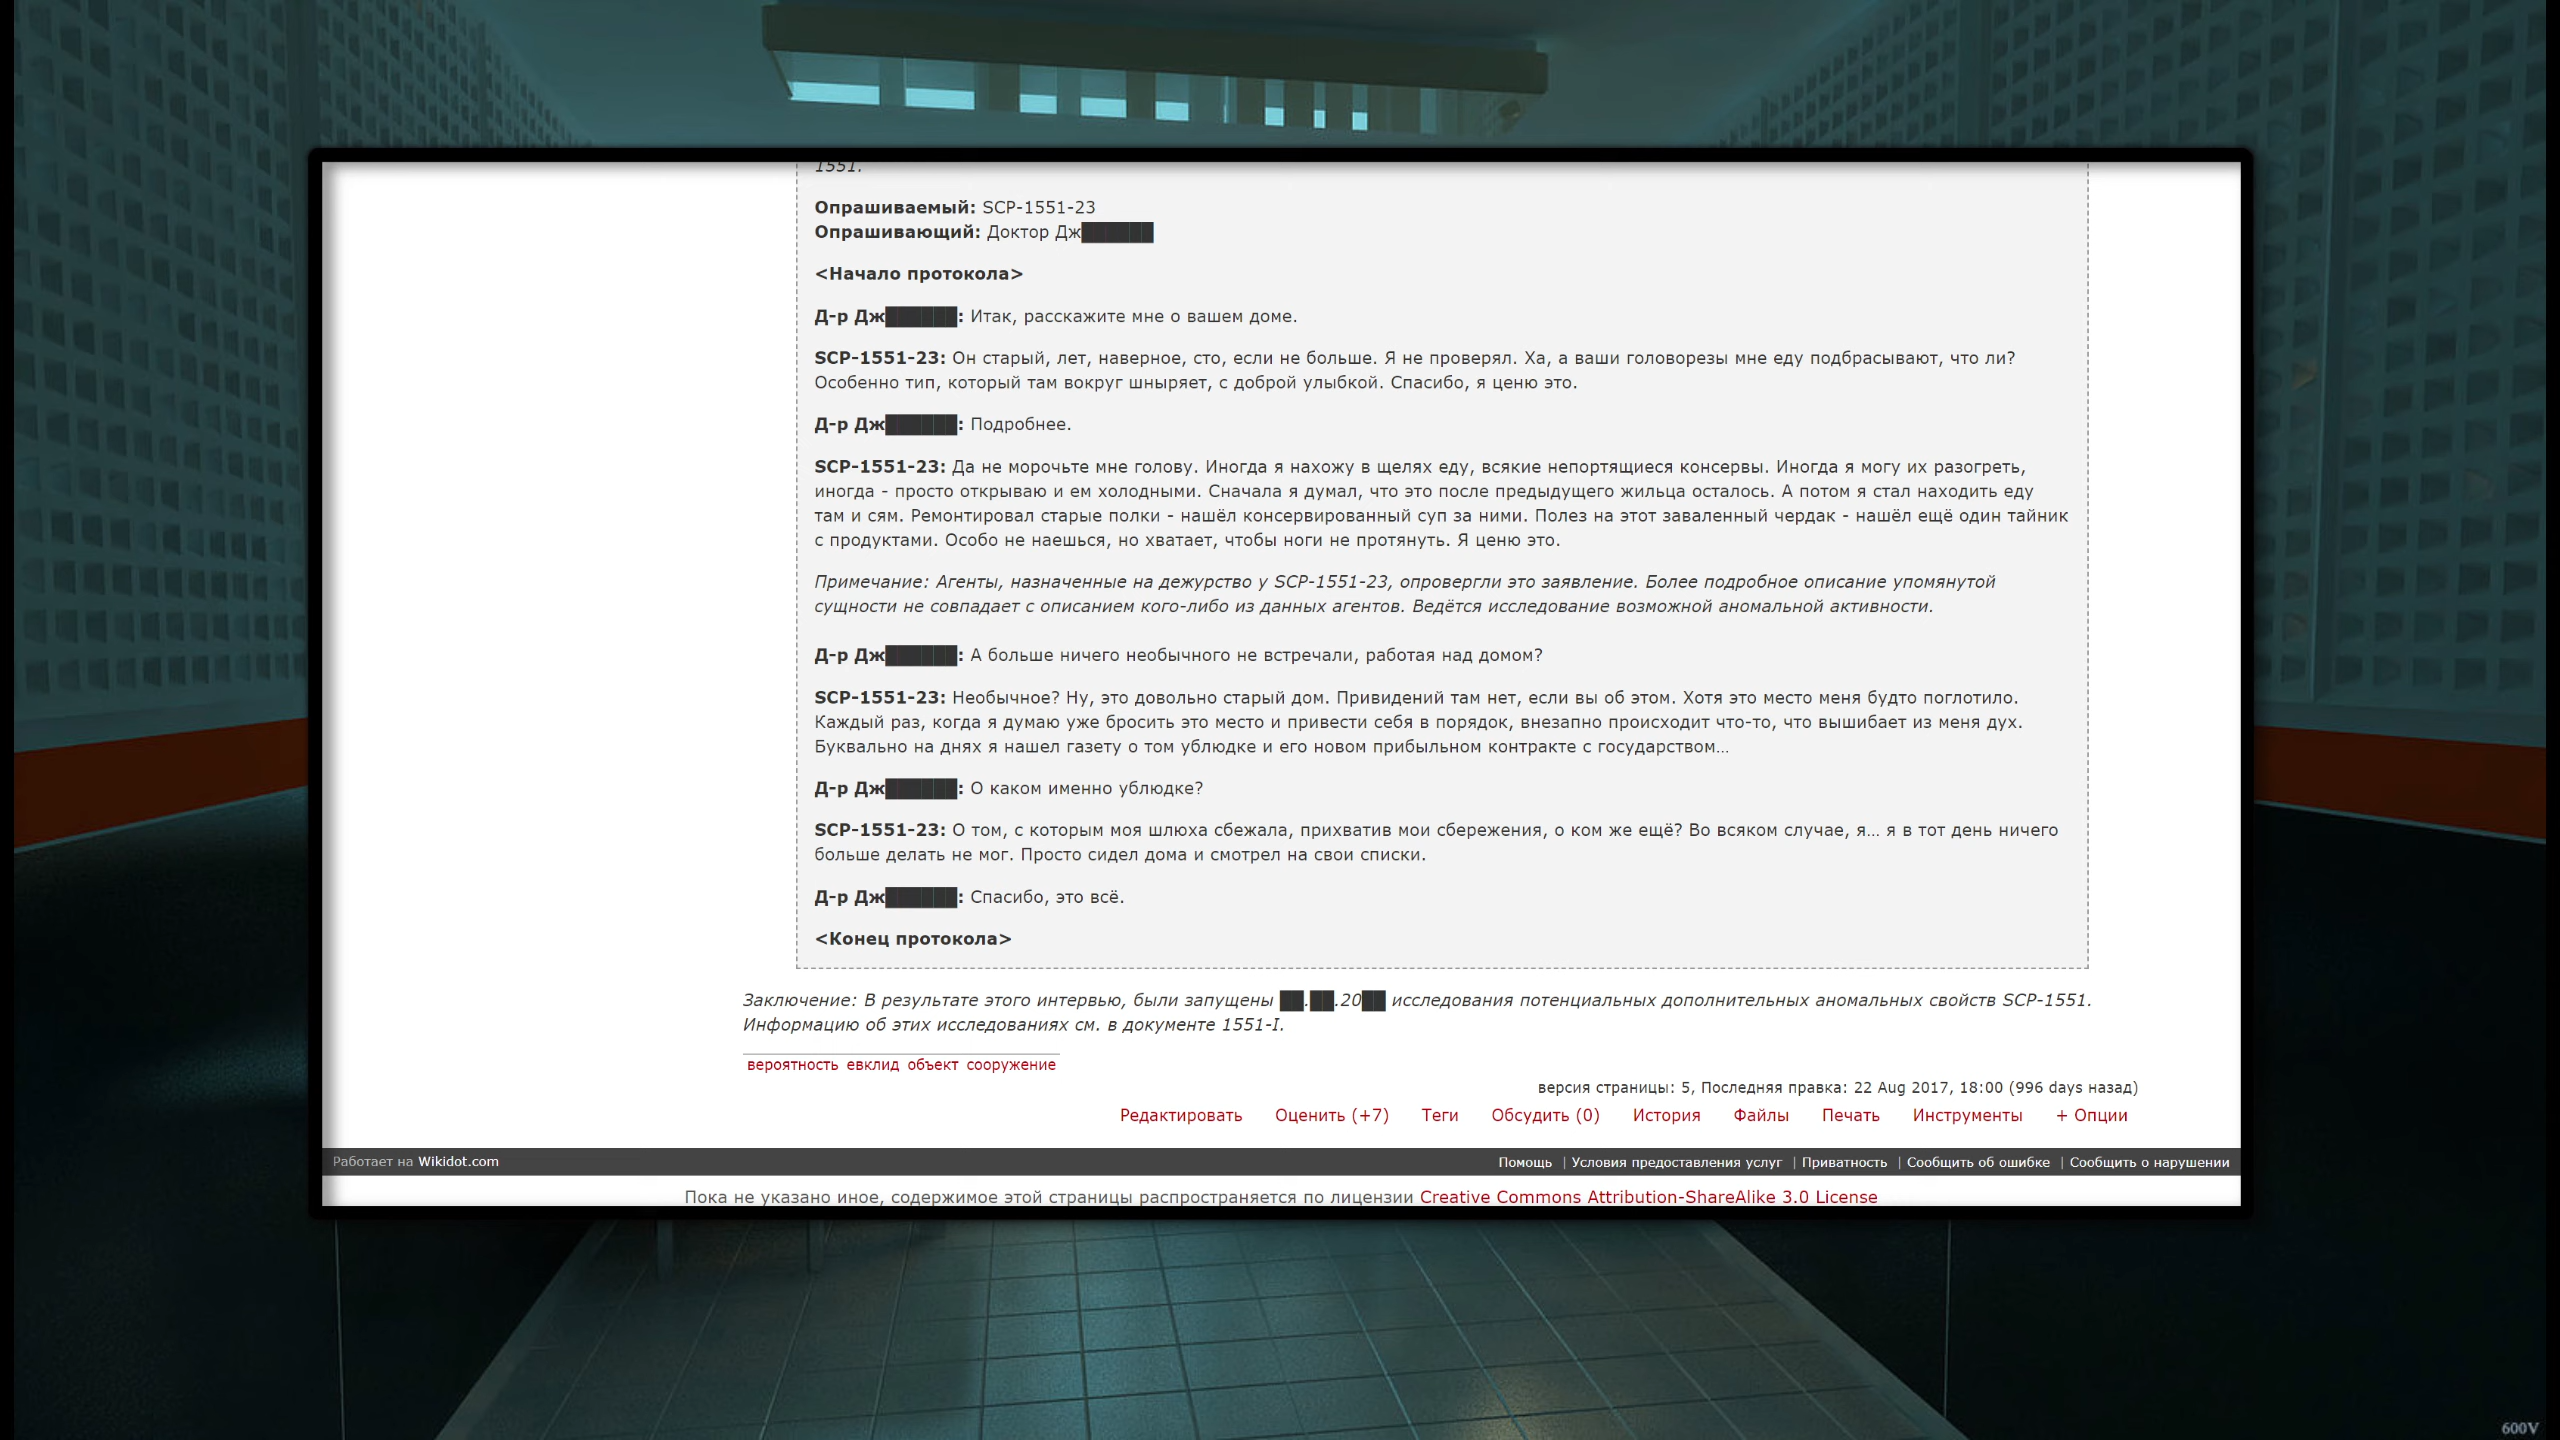 1551.
Опрашиваемый: SCP-1551-23
Опрашивающий: Доктор Дж██████
<Начало протокола>
Д-р Дж██████: Итак, расскажите мне о вашем доме.
SCP-1551-23: Он старый, лет, наверное, сто, если не больше. Я не проверял. Ха, а ваши головорезы мне еду подбрасывают, что ли?
Особенно тип, который там вокруг шныряет, с доброй улыбкой. Спасибо, я ценю это.
Д-р Дж██████: Подробнее.
SCP-1551-23: Да не морочьте мне голову. Иногда я нахожу в щелях еду, всякие непортящиеся консервы. Иногда я могу их разогреть,
иногда - просто открываю и ем холодными. Сначала я думал, что это после предыдущего жильца осталось. А потом я стал находить еду
там и сям. Ремонтировал старые полки - нашёл консервированный суп за ними. Полез на этот заваленный чердак - нашёл ещё один тайник
с продуктами. Особо не наешься, но хватает, чтобы ноги не протянуть. Я ценю это.
Примечание: Агенты, назначенные на дежурство у SCP-1551-23, опровергли это заявление. Более подробное описание упомянутой
сущности не совпадает с описанием кого-либо из данных агентов. Ведётся исследование возможной аномальной активности.
Д-р Дж██████: А больше ничего необычного не встречали, работая над домом?
SCP-1551-23: Необычное? Ну, это довольно старый дом. Привидений там нет, если вы об этом. Хотя это место меня будто поглотило.
Каждый раз, когда я думаю уже бросить это место и привести себя в порядок, внезапно происходит что-то, что вышибает из меня дух.
Буквально на днях я нашел газету о том ублюдке и его новом прибыльном контракте с государством…
Д-р Дж██████: О каком именно ублюдке?
SCP-1551-23: О том, с которым моя шлюха сбежала, прихватив мои сбережения, о ком же ещё? Во всяком случае, я… я в тот день ничего
больше делать не мог. Просто сидел дома и смотрел на свои списки.
Д-р Дж██████: Спасибо, это всё.
<Конец протокола>
Заключение: В результате этого интервью, были запущены ██.██.20██ исследования потенциальных дополнительных аномальных свойств SCP-1551.
Информацию об этих исследованиях см. в документе 1551-I.
вероятность евклид объект сооружение
версия страницы: 5, Последняя правка: 22 Aug 2017, 18:00 (996 days назад)
Редактировать Оценить (+7) Теги Обсудить (0) История Файлы Печать Инструменты + Опции
Работает на Wikidot.com Помощь | Условия предоставления услуг | Приватность | Сообщить об ошибке | Сообщить о нарушении
Пока не указано иное, содержимое этой страницы распространяется по лицензии Creative Commons Attribution-ShareAlike 3.0 License
600V